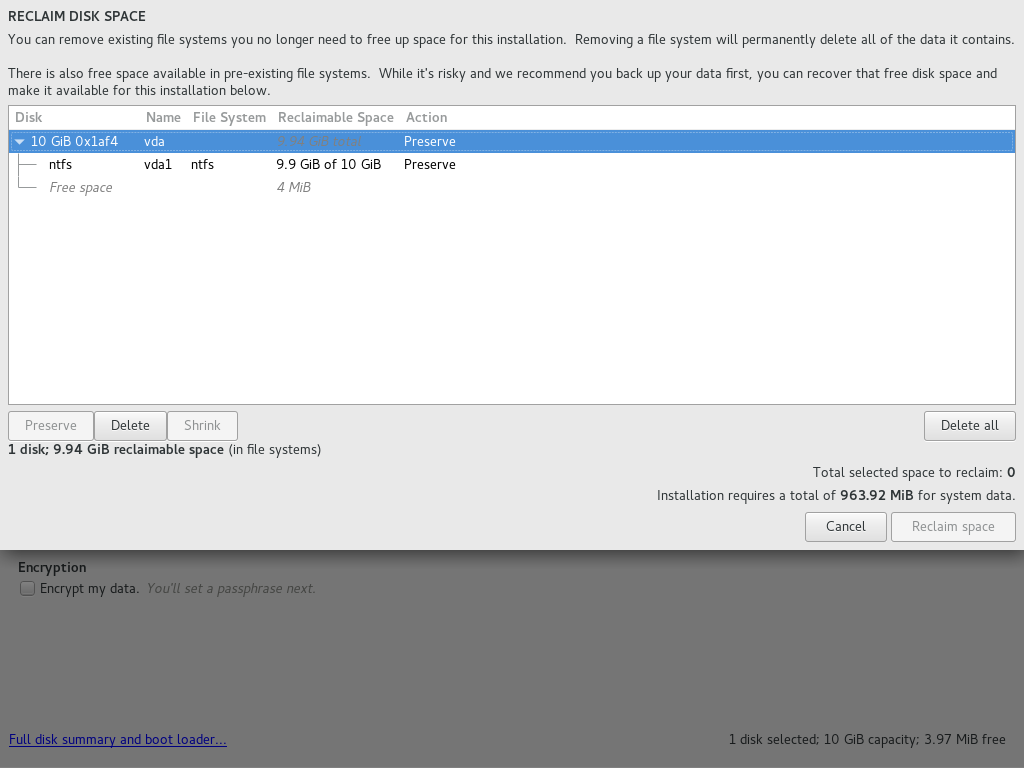 RECLAIM DISK SPACE
You can remove existing file systems you no longer need to free up space for this installation.  Removing a file system will permanently delete all of the data it contains.
There is also free space available in pre-existing file systems.  While it's risky and we recommend you back up your data first, you can recover that free disk space and
make it available for this installation below.
Disk Name File System Reclaimable Space Action
10 GiB 0x1af4 vda Preserve
ntfs vda1 ntfs 9.9 GiB of 10 GiB Preserve
Free space 4 MiB
Preserve Delete Shrink Delete all
1 disk; 9.94 GiB reclaimable space (in file systems)
Total selected space to reclaim: 0
Installation requires a total of 963.92 MiB for system data.
Cancel Reclaim space
Encryption
Encrypt my data. You'll set a passphrase next.
Full disk summary and boot loader... 1 disk selected; 10 GiB capacity; 3.97 MiB free